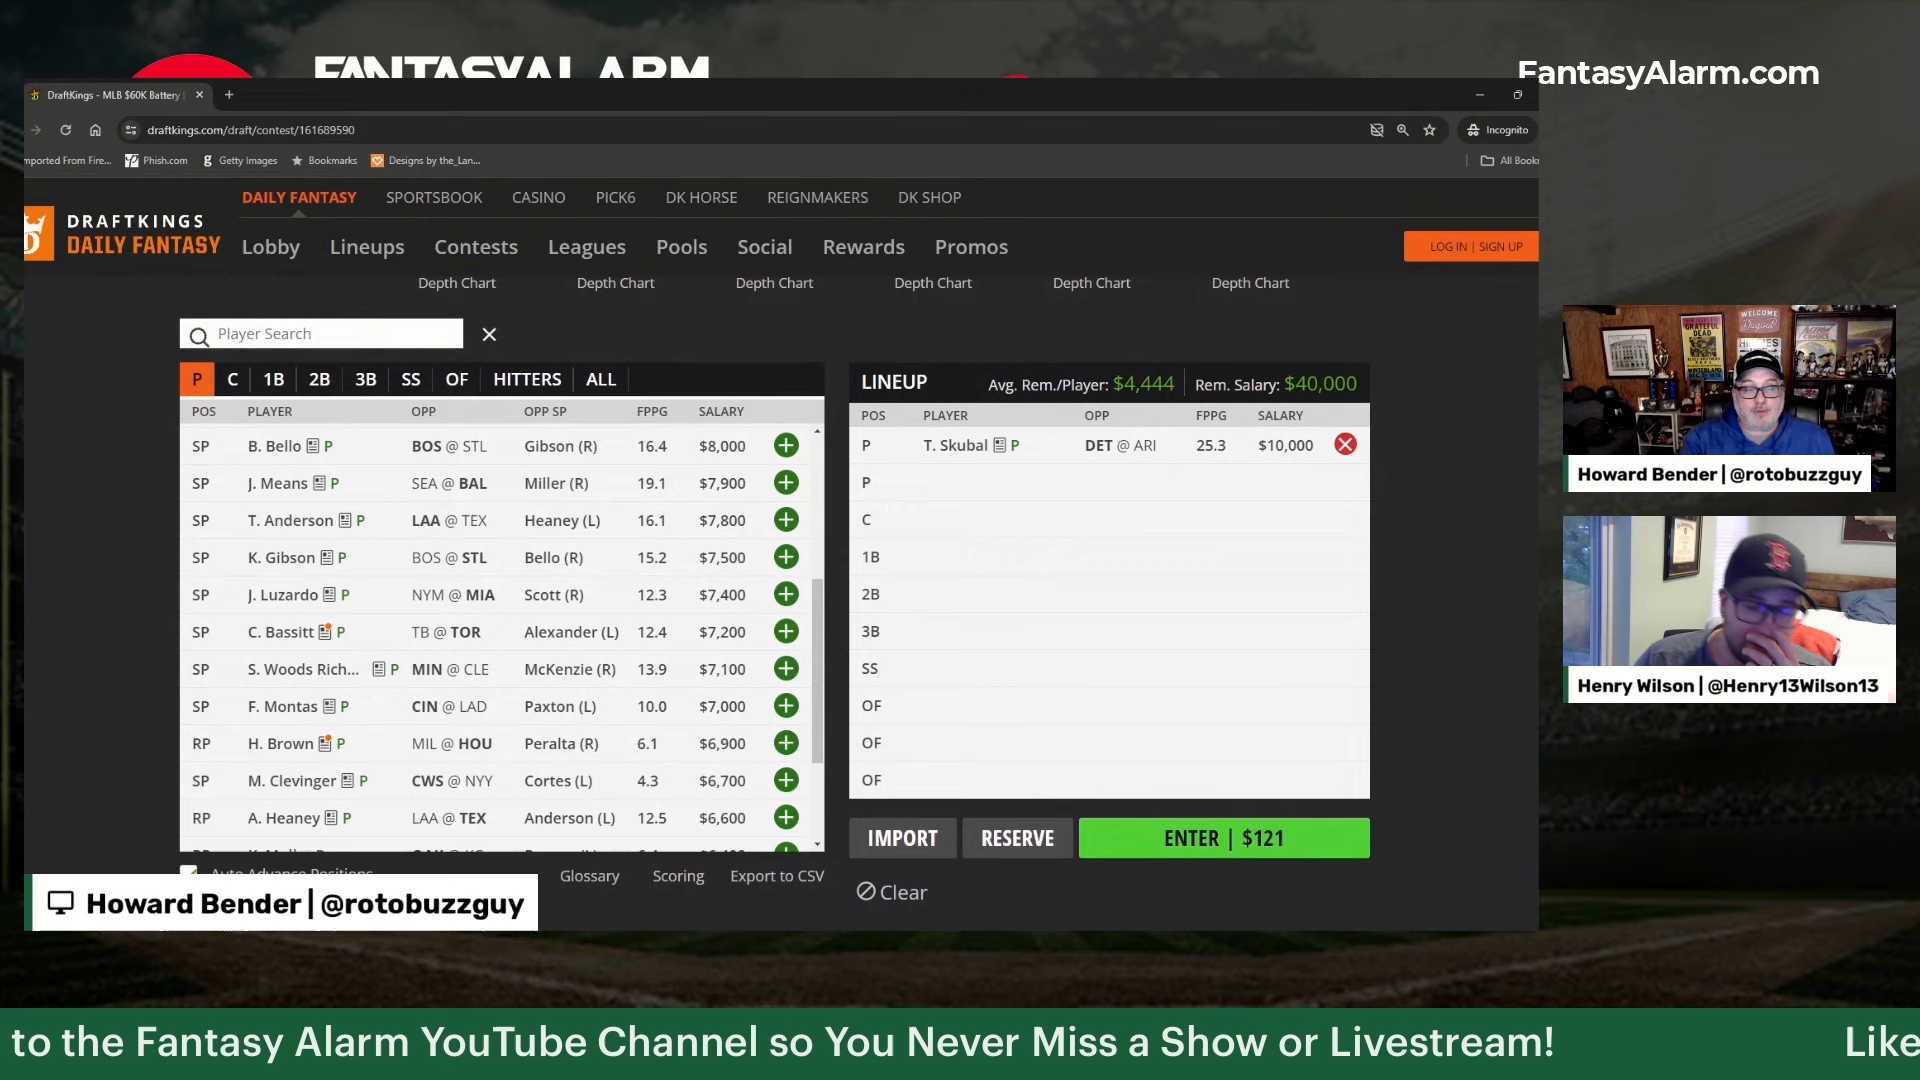 FANTASYALARM
FantasyAlarm.com
DraftKings - MLB $60K Battery
draftkings.com/draft/contest/161689590
Incognito
mported From Fire...
Phish.com
Getty Images
Bookmarks
Designs by the_Lan...
All Book
DAILY FANTASY SPORTSBOOK CASINO PICK6 DK HORSE REIGNMAKERS DK SHOP
DRAFTKINGS
DAILY FANTASY
Lobby Lineups Contests Leagues Pools Social Rewards Promos
LOG IN | SIGN UP
Depth Chart Depth Chart Depth Chart Depth Chart Depth Chart Depth Chart
Player Search
P C 1B 2B 3B SS OF HITTERS ALL
POS PLAYER OPP OPP SP FPPG SALARY
SP B. Bello P BOS @ STL Gibson (R) 16.4 $8,000
SP J. Means P SEA @ BAL Miller (R) 19.1 $7,900
SP T. Anderson P LAA @ TEX Heaney (L) 16.1 $7,800
SP K. Gibson P BOS @ STL Bello (R) 15.2 $7,500
SP J. Luzardo P NYM @ MIA Scott (R) 12.3 $7,400
SP C. Bassitt P TB @ TOR Alexander (L) 12.4 $7,200
SP S. Woods Rich... P MIN @ CLE McKenzie (R) 13.9 $7,100
SP F. Montas P CIN @ LAD Paxton (L) 10.0 $7,000
RP H. Brown P MIL @ HOU Peralta (R) 6.1 $6,900
SP M. Clevinger P CWS @ NYY Cortes (L) 4.3 $6,700
RP A. Heaney P LAA @ TEX Anderson (L) 12.5 $6,600
Auto Advance Positions
Glossary Scoring Export to CSV
LINEUP Avg. Rem./Player: $4,444 Rem. Salary: $40,000
POS PLAYER OPP FPPG SALARY
P T. Skubal P DET @ ARI 25.3 $10,000
P
C
1B
2B
3B
SS
OF
OF
OF
IMPORT RESERVE ENTER | $121
Clear
WELCOME
GRATEFUL
DEAD
WINTERLAND
Howard Bender | @rotobuzzguy
Henry Wilson | @Henry13Wilson13
Howard Bender | @rotobuzzguy
to the Fantasy Alarm YouTube Channel so You Never Miss a Show or Livestream! Like